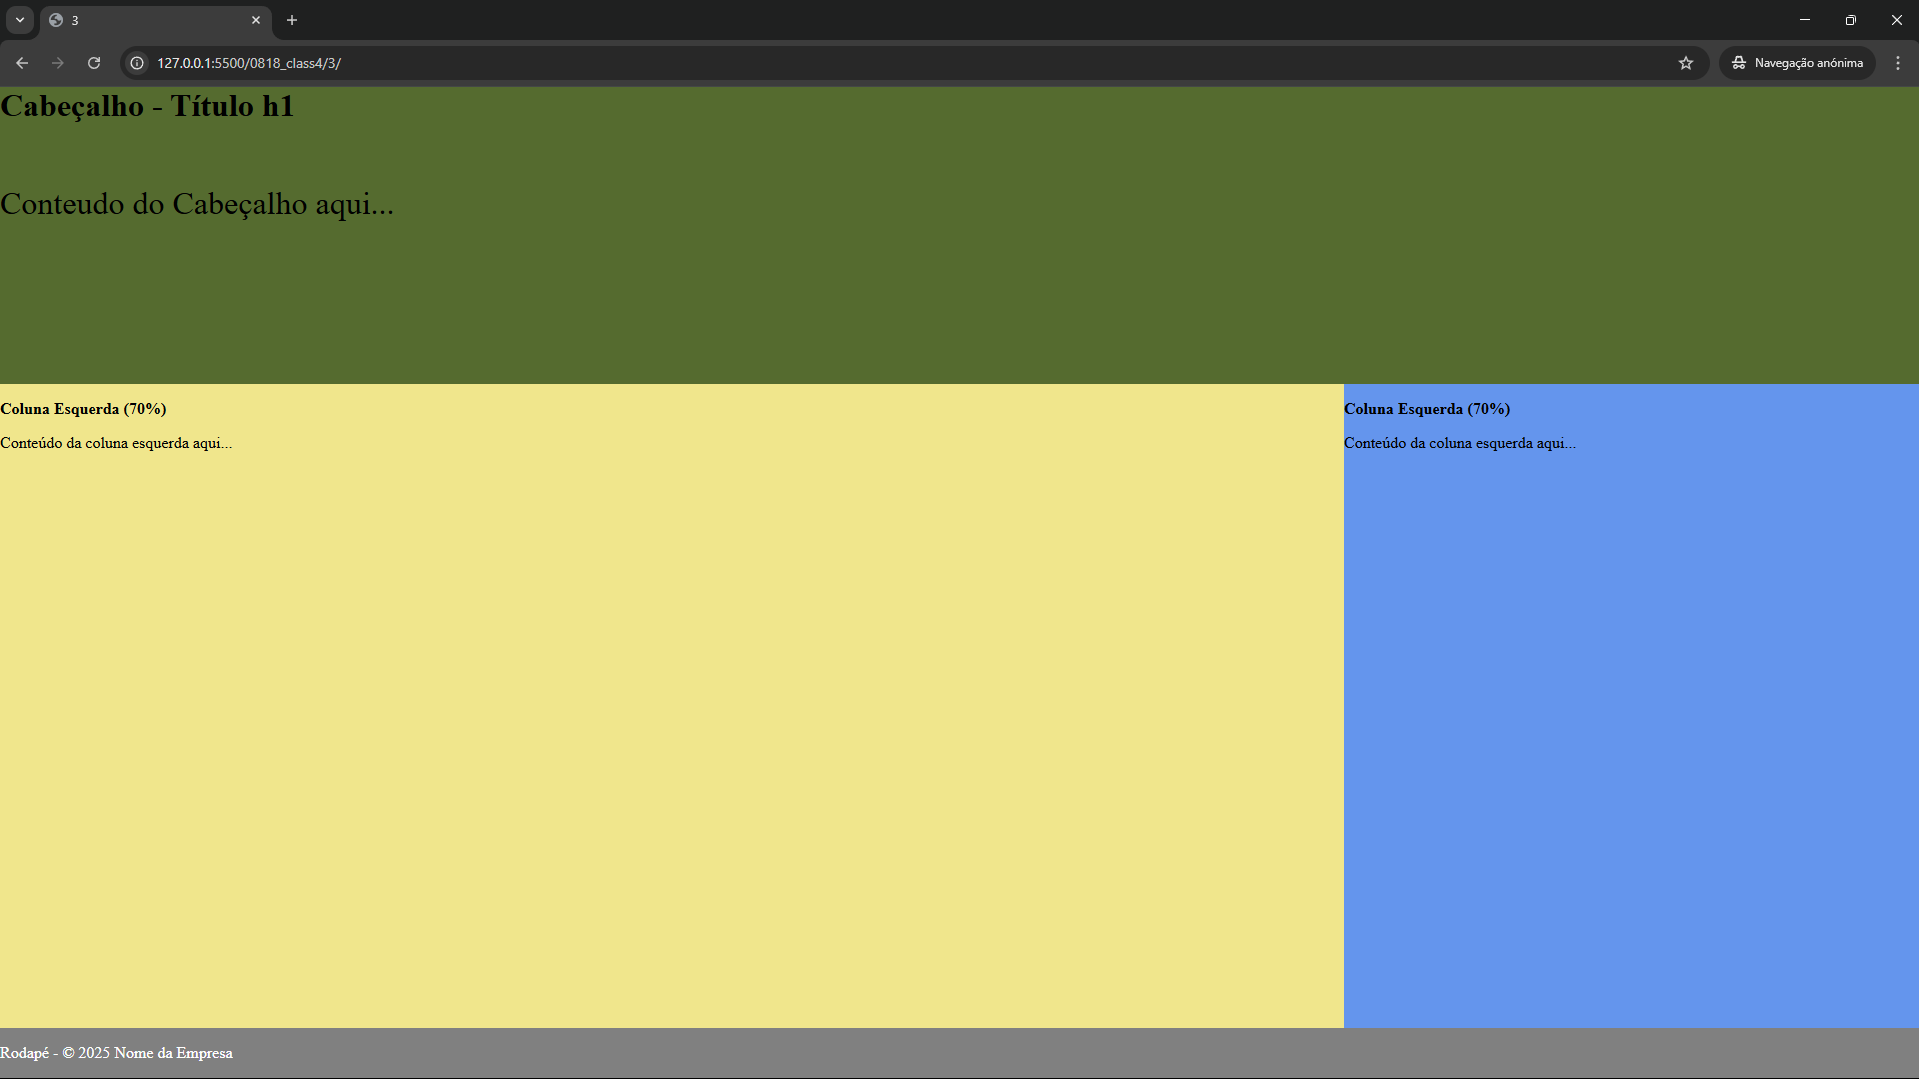 3
127.0.0.1:5500/0818_class4/3/
Navegação anónima
Cabeçalho - Título h1
Conteudo do Cabeçalho aqui...
Coluna Esquerda (70%)
Conteúdo da coluna esquerda aqui...
Coluna Esquerda (70%)
Conteúdo da coluna esquerda aqui...
Rodapé - © 2025 Nome da Empresa